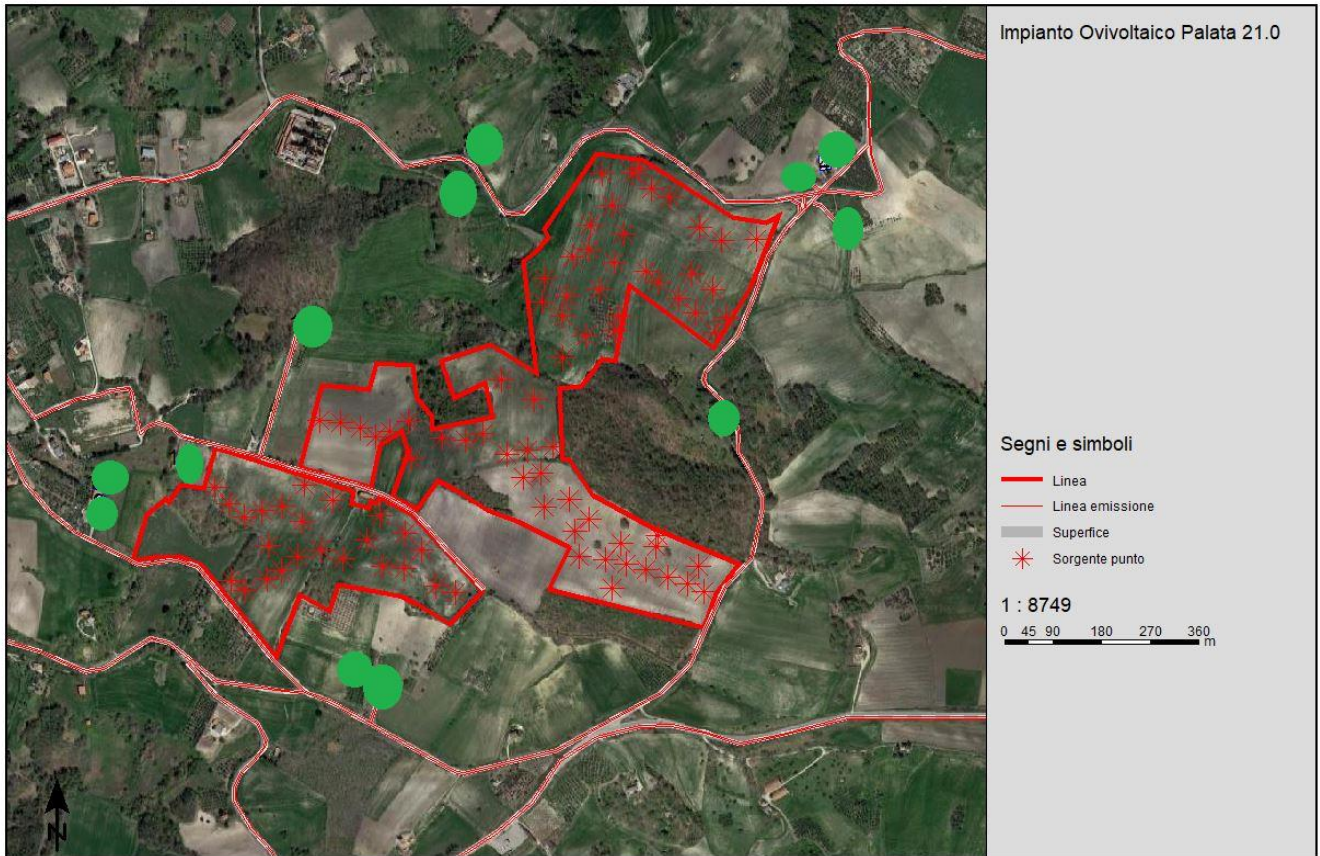 Impianto Ovivoltaico Palata 21.0
Segni e simboli
Linea
Linea emissione
Superfice
Sorgente punto
1 : 8749
0 45 90 180 270 360
m
N